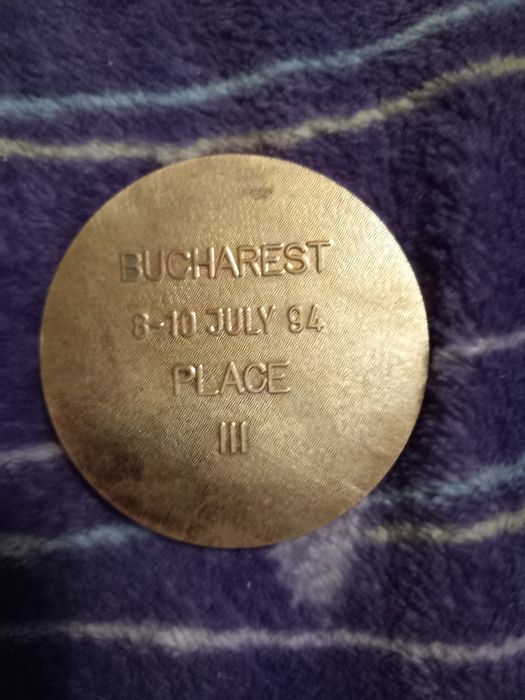 BUCHAREST
8-10 JULY 94
PLACE
III